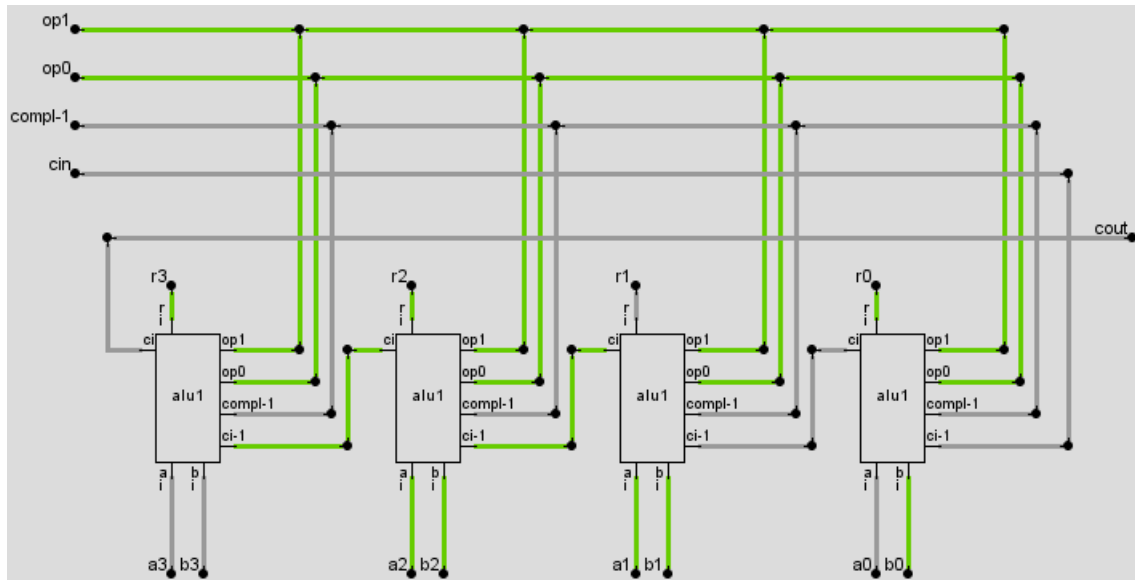 op1
op0
compl-1
cin
cout
r3 r2 r1 r0
r r r r
i i i i
ci op1 ci op1 ci op1 ci op1
op0 op0 op0 op0
alu1 alu1 alu1 alu1
compl-1 compl-1 compl-1 compl-1
ci-1 ci-1 ci-1 ci-1
a b a b a b a b
i i i i i i i i
a3 b3 a2 b2 a1 b1 a0 b0